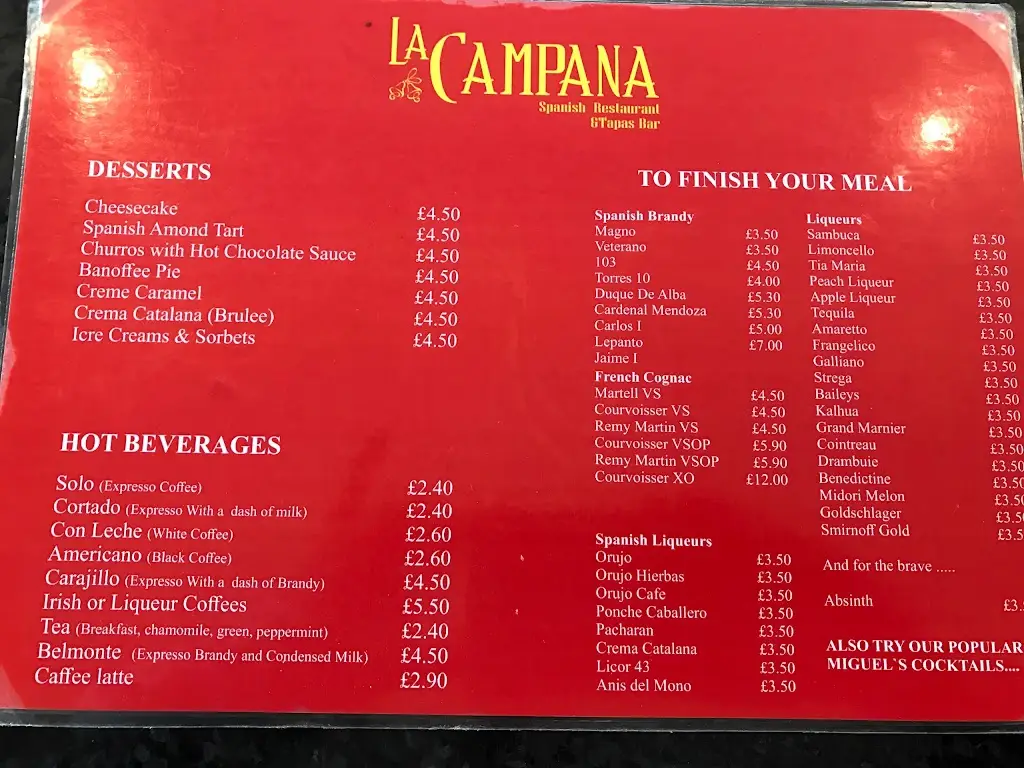 LA CAMPANA
Spanish Restaurant
&Tapas Bar
DESSERTS
Cheesecake £4.50
Spanish Amond Tart £4.50
Churros with Hot Chocolate Sauce £4.50
Banoffee Pie £4.50
Creme Caramel £4.50
Crema Catalana (Brulee) £4.50
Icre Creams & Sorbets £4.50
HOT BEVERAGES
Solo (Expresso Coffee) £2.40
Cortado (Expresso With a dash of milk) £2.40
Con Leche (White Coffee) £2.60
Americano (Black Coffee) £2.60
Carajillo (Expresso With a dash of Brandy) £4.50
Irish or Liqueur Coffees £5.50
Tea (Breakfast, chamomile, green, peppermint) £2.40
Belmonte (Expresso Brandy and Condensed Milk) £4.50
Caffee latte £2.90
TO FINISH YOUR MEAL
Spanish Brandy
Magno £3.50
Veterano £3.50
103 £4.50
Torres 10 £4.00
Duque De Alba £5.30
Cardenal Mendoza £5.30
Carlos I £5.00
Lepanto £7.00
Jaime I
French Cognac
Martell VS £4.50
Courvoisser VS £4.50
Remy Martin VS £4.50
Courvoisser VSOP £5.90
Remy Martin VSOP £5.90
Courvoisser XO £12.00
Spanish Liqueurs
Orujo £3.50
Orujo Hierbas £3.50
Orujo Cafe £3.50
Ponche Caballero £3.50
Pacharan £3.50
Crema Catalana £3.50
Licor 43 £3.50
Anis del Mono £3.50
Liqueurs
Sambuca £3.50
Limoncello £3.50
Tia Maria £3.50
Peach Liqueur £3.50
Apple Liqueur £3.50
Tequila £3.50
Amaretto £3.50
Frangelico £3.50
Galliano £3.50
Strega £3.50
Baileys £3.50
Kalhua £3.50
Grand Marnier £3.50
Cointreau £3.50
Drambuie £3.50
Benedictine £3.50
Midori Melon £3.50
Goldschlager £3.5
Smirnoff Gold £3.5
And for the brave .....
Absinth £3.
ALSO TRY OUR POPULAR
MIGUEL`S COCKTAILS....